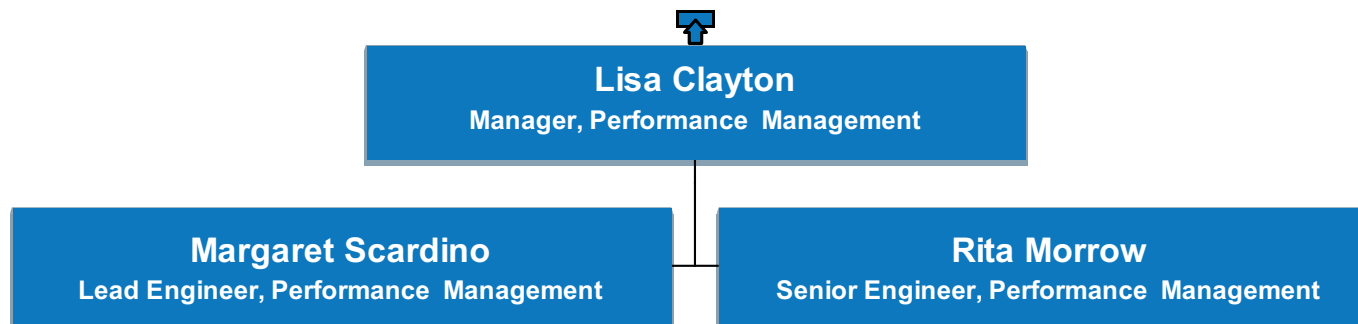 Lisa Clayton
Manager, Performance Management
Margaret Scardino
Lead Engineer, Performance Management
Rita Morrow
Senior Engineer, Performance Management